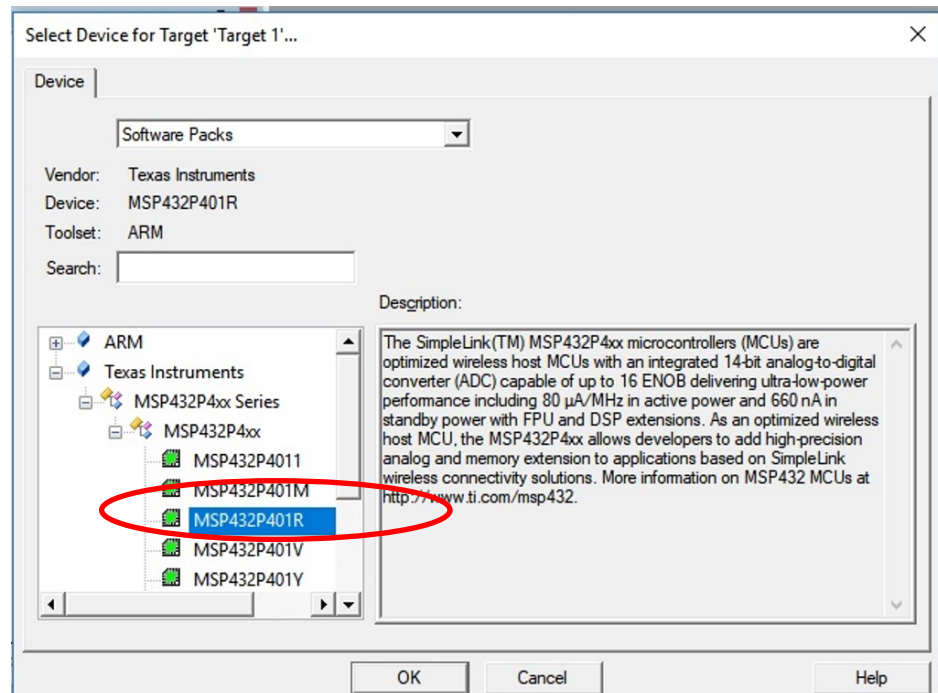 Select Device for Target 'Target 1'...
Device
Software Packs
Vendor: Texas Instruments
Device: MSP432P401R
Toolset: ARM
Search:
Description:
ARM
Texas Instruments
MSP432P4xx Series
MSP432P4xx
MSP432P4011
MSP432P401M
MSP432P401R
MSP432P401V
MSP432P401Y
The SimpleLink(TM) MSP432P4xx microcontrollers (MCUs) are
optimized wireless host MCUs with an integrated 14-bit analog-to-digital
converter (ADC) capable of up to 16 ENOB delivering ultra-low-power
performance including 80 µA/MHz in active power and 660 nA in
standby power with FPU and DSP extensions. As an optimized wireless
host MCU, the MSP432P4xx allows developers to add high-precision
analog and memory extension to applications based on SimpleLink
wireless connectivity solutions. More information on MSP432 MCUs at
http://www.ti.com/msp432.
OK
Cancel
Help